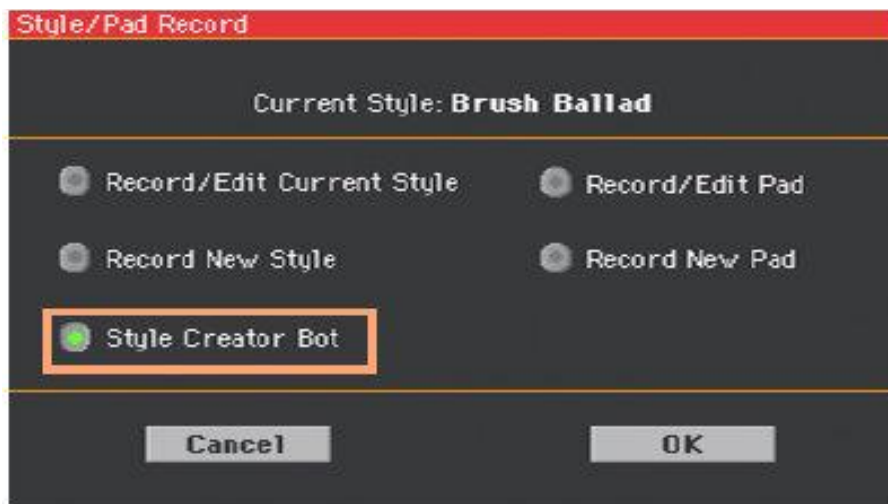 Style/Pad Record
Current Style: Brush Ballad
Record/Edit Current Style
Record/Edit Pad
Record New Style
Record New Pad
Style Creator Bot
Cancel
OK